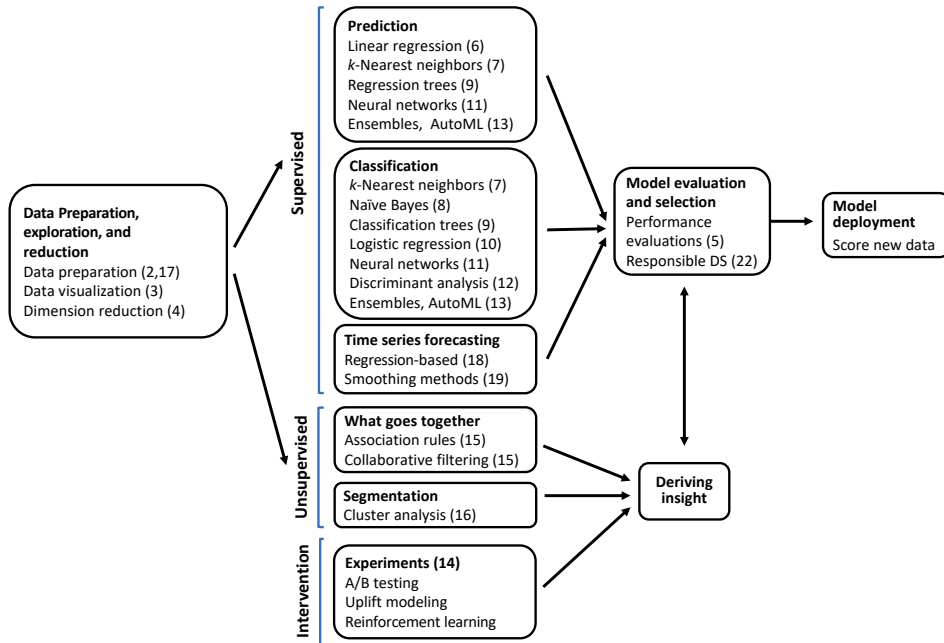 Data Preparation,
exploration, and
reduction
Data preparation (2,17)
Data visualization (3)
Dimension reduction (4)
Supervised
Prediction
Linear regression (6)
k-Nearest neighbors (7)
Regression trees (9)
Neural networks (11)
Ensembles, AutoML (13)
Classification
k-Nearest neighbors (7)
Naïve Bayes (8)
Classification trees (9)
Logistic regression (10)
Neural networks (11)
Discriminant analysis (12)
Ensembles, AutoML (13)
Time series forecasting
Regression-based (18)
Smoothing methods (19)
Unsupervised
What goes together
Association rules (15)
Collaborative filtering (15)
Segmentation
Cluster analysis (16)
Intervention
Experiments (14)
A/B testing
Uplift modeling
Reinforcement learning
Model evaluation
and selection
Performance
evaluations (5)
Responsible DS (22)
Deriving
insight
Model
deployment
Score new data